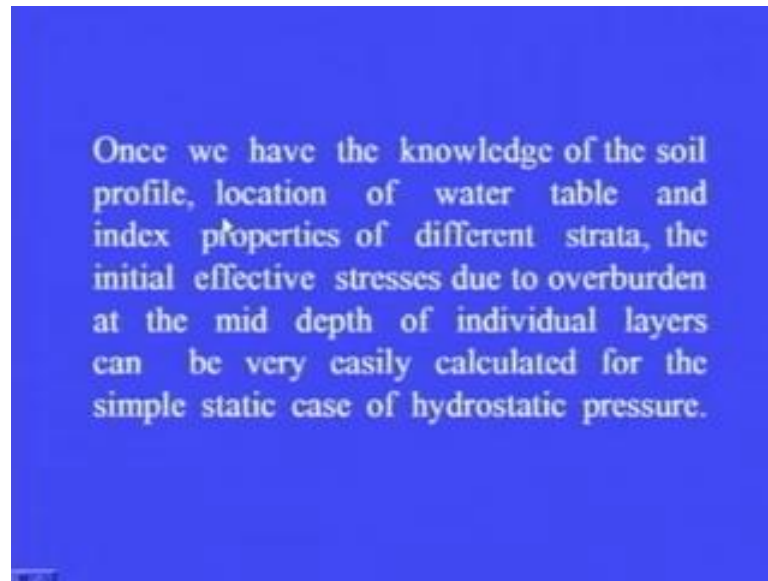 Once we have the knowledge of the soil
profile, location of water table and
index properties of different strata, the
initial effective stresses due to overburden
at the mid depth of individual layers
can be very easily calculated for the
simple static case of hydrostatic pressure.